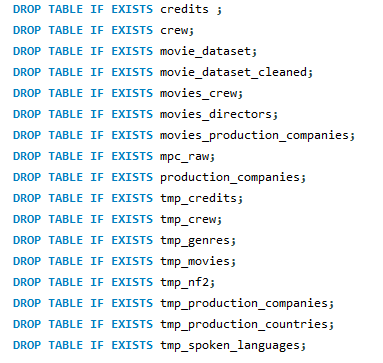 DROP TABLE IF EXISTS credits ;
DROP TABLE IF EXISTS crew;
DROP TABLE IF EXISTS movie_dataset;
DROP TABLE IF EXISTS movie_dataset_cleaned;
DROP TABLE IF EXISTS movies_crew;
DROP TABLE IF EXISTS movies_directors;
DROP TABLE IF EXISTS movies_production_companies;
DROP TABLE IF EXISTS mpc_raw;
DROP TABLE IF EXISTS production_companies;
DROP TABLE IF EXISTS tmp_credits;
DROP TABLE IF EXISTS tmp_crew;
DROP TABLE IF EXISTS tmp_genres;
DROP TABLE IF EXISTS tmp_movies;
DROP TABLE IF EXISTS tmp_nf2;
DROP TABLE IF EXISTS tmp_production_companies;
DROP TABLE IF EXISTS tmp_production_countries;
DROP TABLE IF EXISTS tmp_spoken_languages;